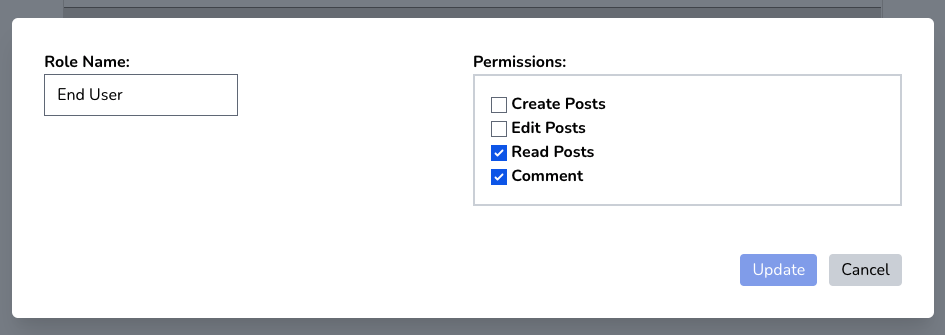 Role Name:
End User
Permissions:
Create Posts
Edit Posts
Read Posts
Comment
Update
Cancel